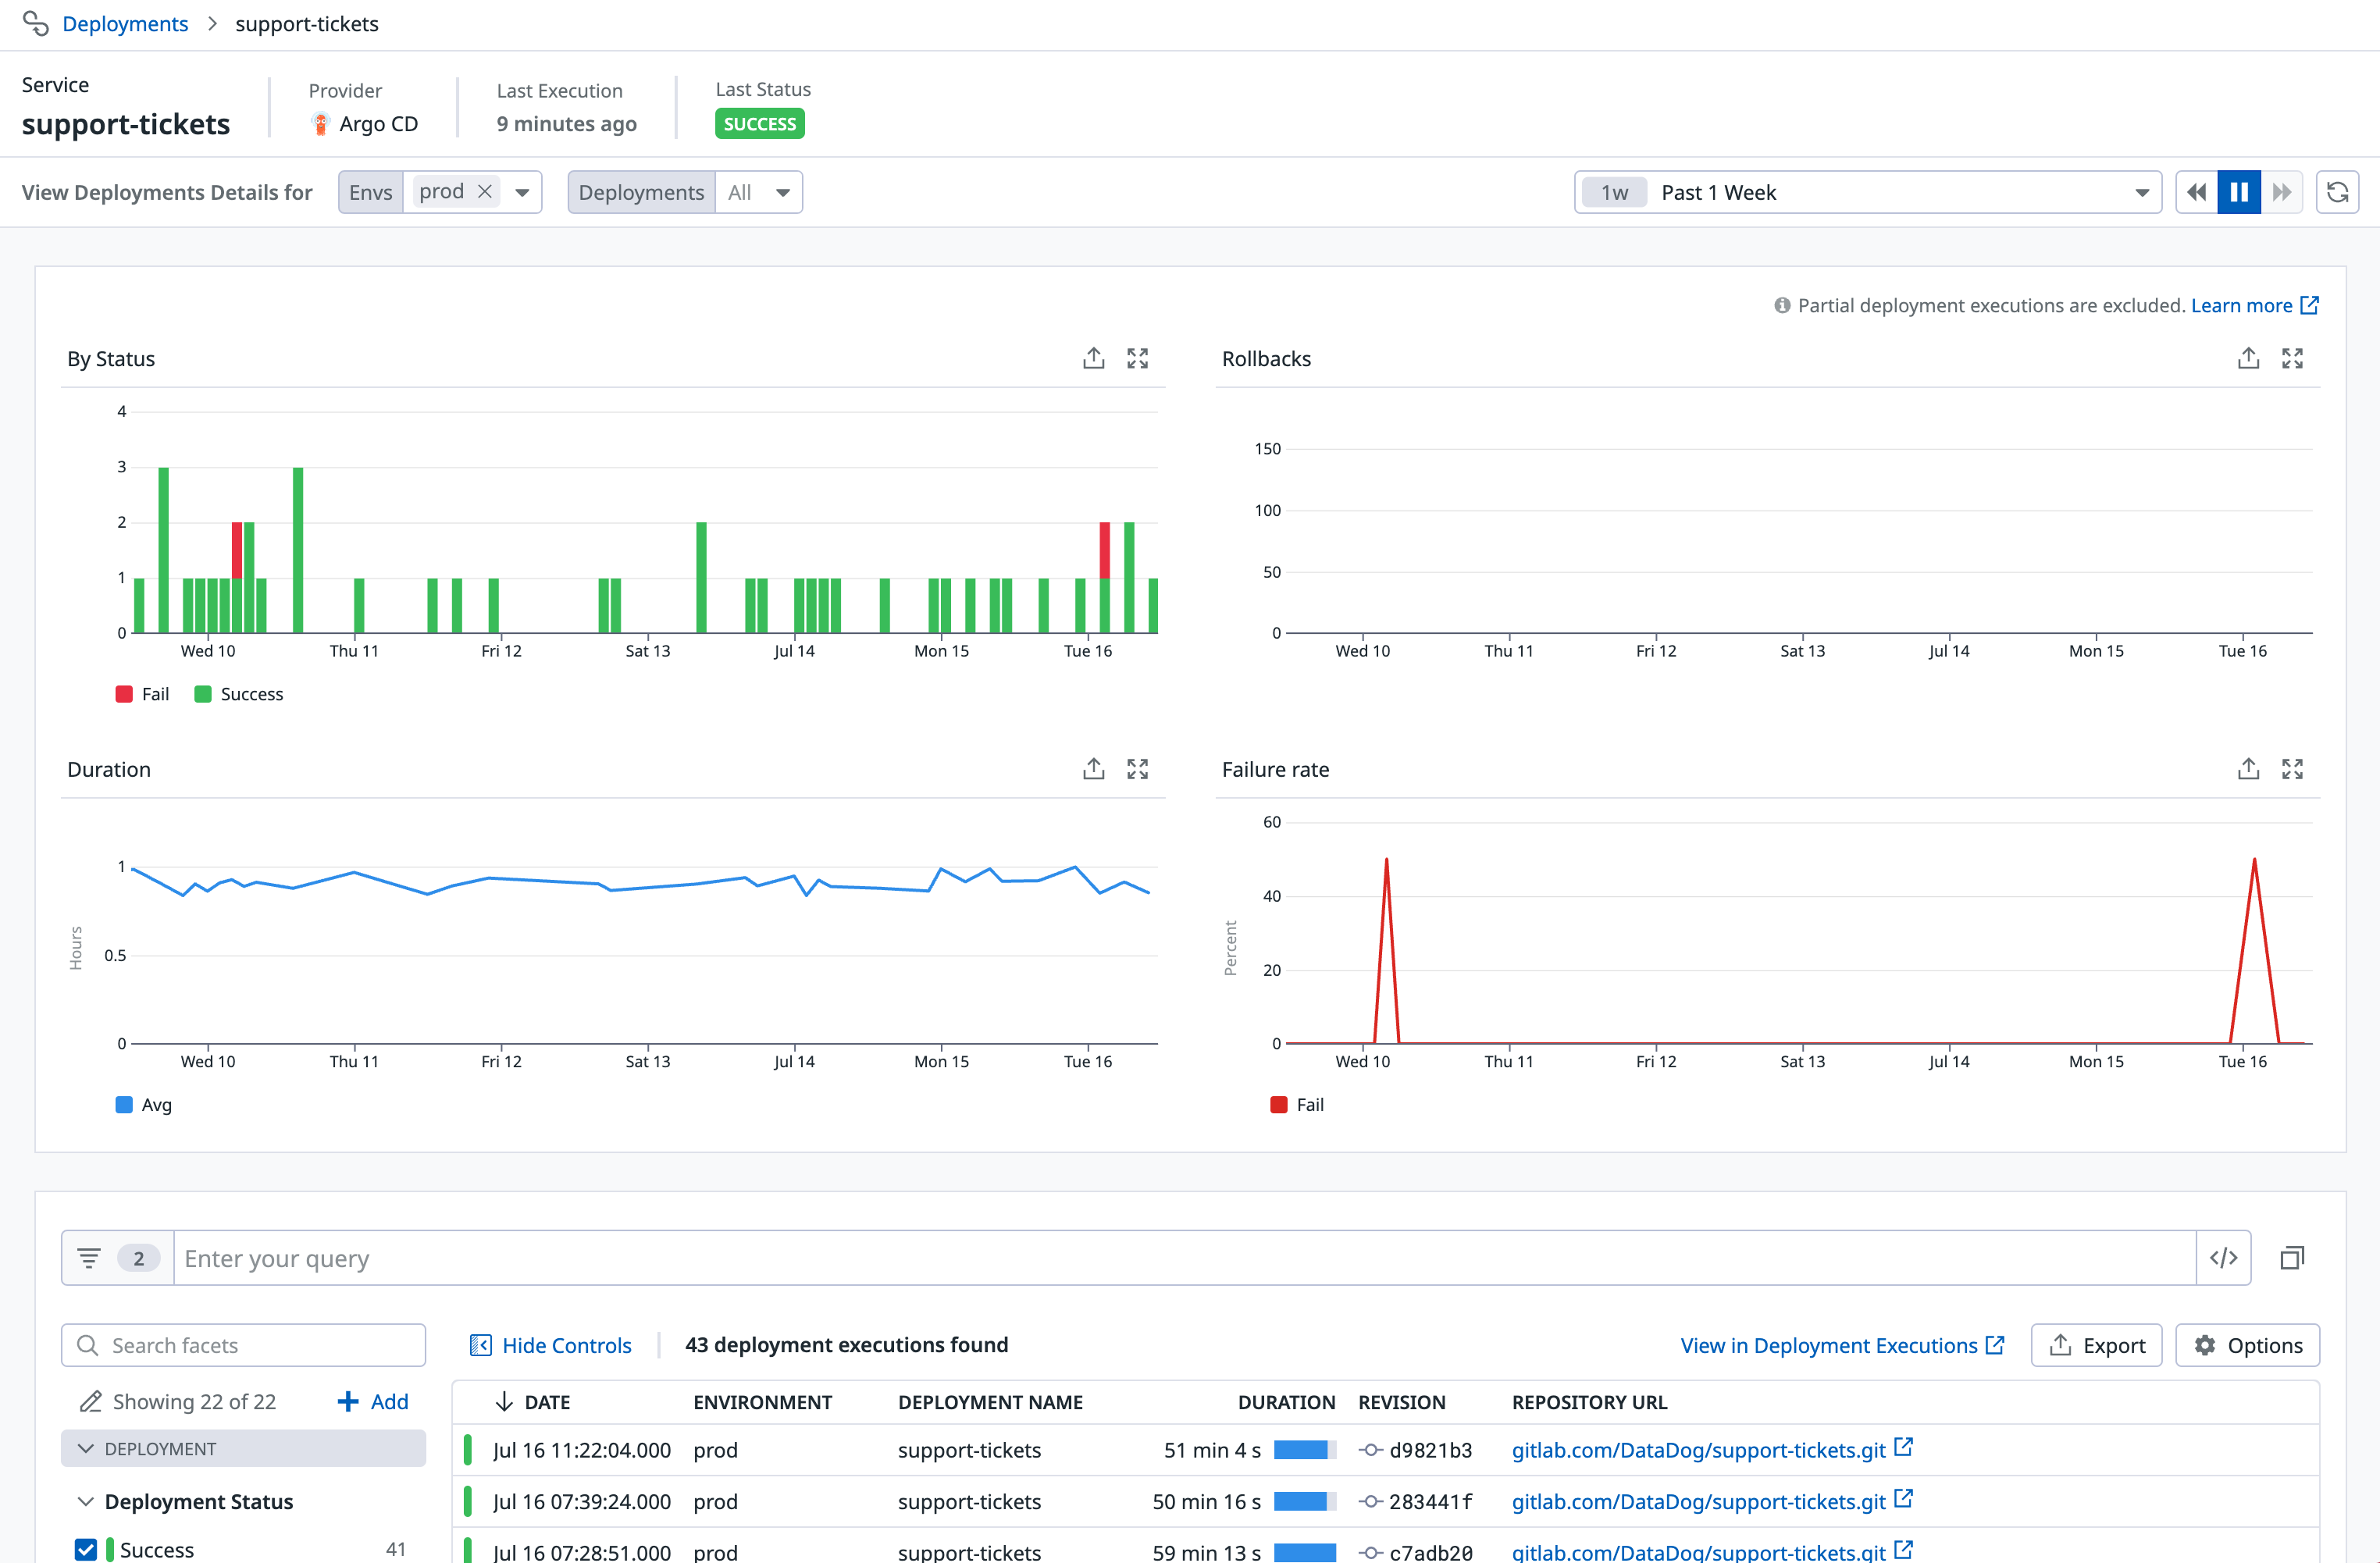 Deployments > support-tickets
Service
support-tickets
Provider
Argo CD
Last Execution
9 minutes ago
Last Status
SUCCESS
View Deployments Details for
Envs prod
Deployments All
1w Past 1 Week
Partial deployment executions are excluded. Learn more
By Status
4
3
2
1
0
Wed 10 Thu 11 Fri 12 Sat 13 Jul 14 Mon 15 Tue 16
Fail Success
Rollbacks
150
100
50
0
Wed 10 Thu 11 Fri 12 Sat 13 Jul 14 Mon 15 Tue 16
Duration
Hours
1
0.5
0
Wed 10 Thu 11 Fri 12 Sat 13 Jul 14 Mon 15 Tue 16
Avg
Failure rate
Percent
60
40
20
0
Wed 10 Thu 11 Fri 12 Sat 13 Jul 14 Mon 15 Tue 16
Fail
2 Enter your query </>
Search facets
Showing 22 of 22 + Add
DEPLOYMENT
Deployment Status
Success 41
Hide Controls 43 deployment executions found View in Deployment Executions Export Options
DATE ENVIRONMENT DEPLOYMENT NAME DURATION REVISION REPOSITORY URL
Jul 16 11:22:04.000 prod support-tickets 51 min 4 s d9821b3 gitlab.com/DataDog/support-tickets.git
Jul 16 07:39:24.000 prod support-tickets 50 min 16 s 283441f gitlab.com/DataDog/support-tickets.git
Jul 16 07:28:51.000 prod support-tickets 59 min 13 s c7adb20 gitlab.com/DataDog/support-tickets.git